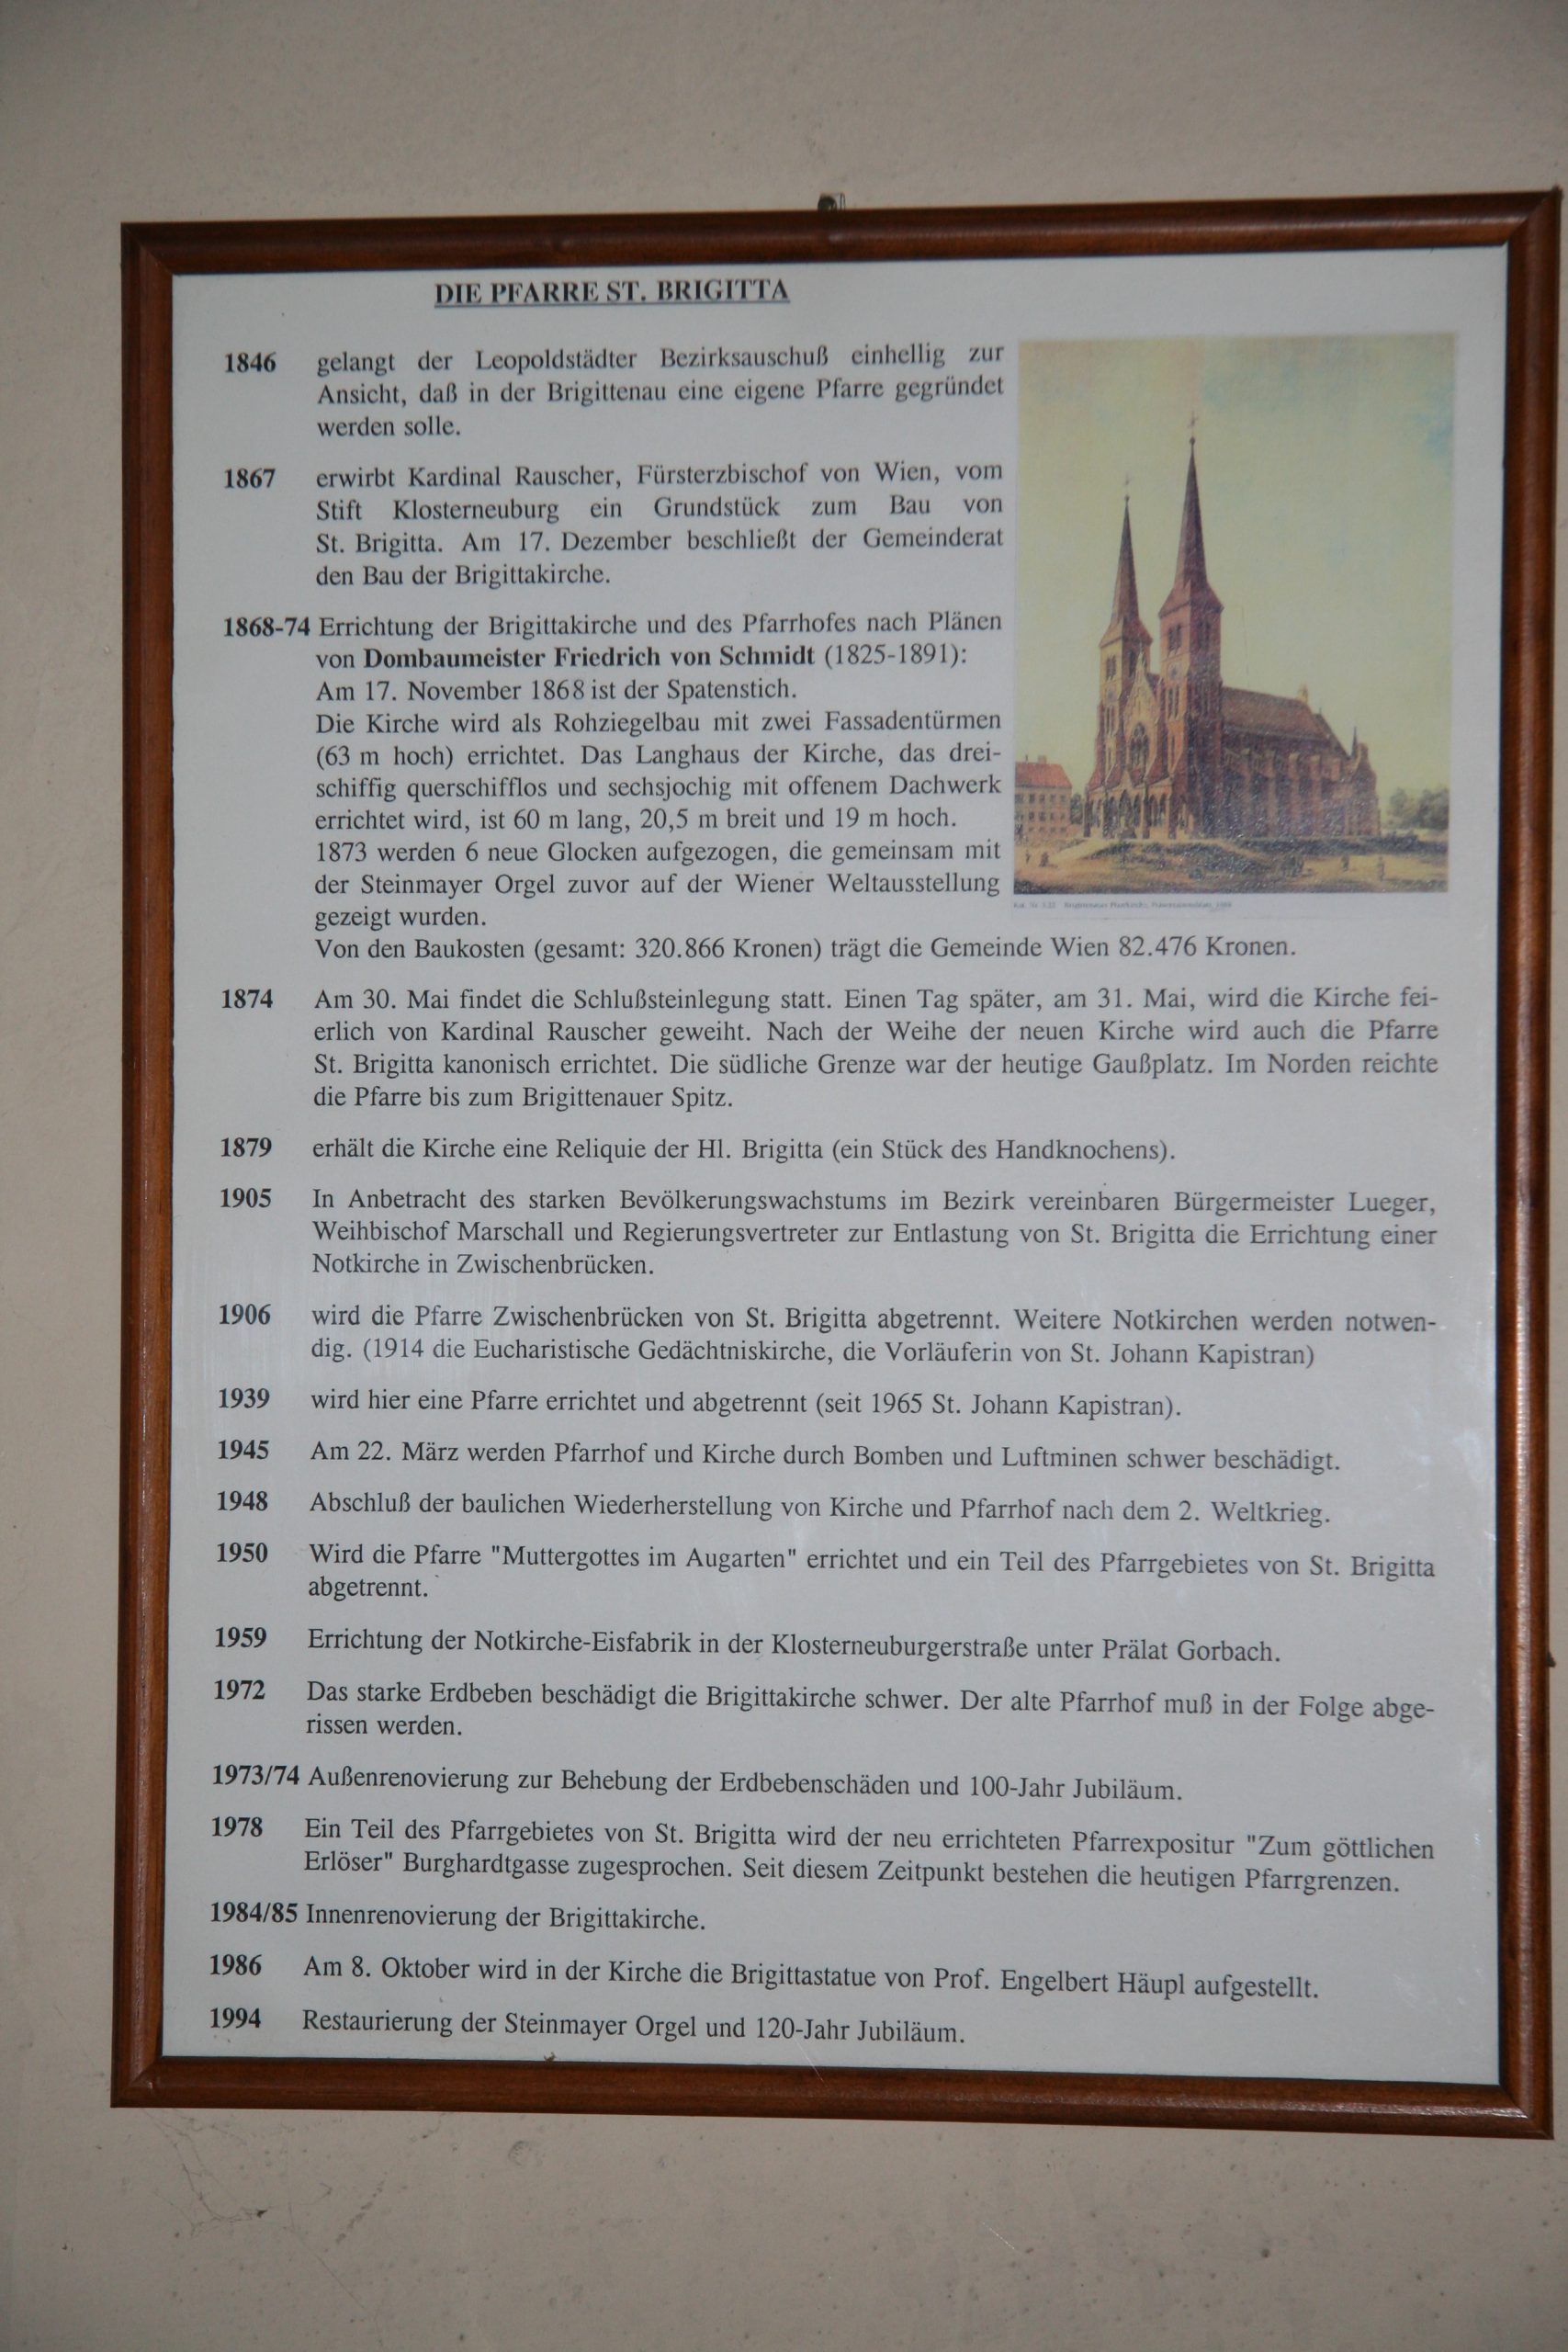 DIE PFARRE ST. BRIGITTA
1846 gelangt der Leopoldstädter Bezirksauschuß einhellig zur
Ansicht, daß in der Brigittenau eine eigene Pfarre gegründet
werden solle.
1867 erwirbt Kardinal Rauscher, Fürsterzbischof von Wien, vom
Stift Klosterneuburg ein Grundstück zum Bau von
St. Brigitta. Am 17. Dezember beschließt der Gemeinderat
den Bau der Brigittakirche.
1868-74 Errichtung der Brigittakirche und des Pfarrhofes nach Plänen
von Dombaumeister Friedrich von Schmidt (1825-1891):
Am 17. November 1868 ist der Spatenstich.
Die Kirche wird als Rohziegelbau mit zwei Fassadentürmen
(63 m hoch) errichtet. Das Langhaus der Kirche, das drei-
schiffig querschifflos und sechsjochig mit offenem Dachwerk
errichtet wird, ist 60 m lang, 20,5 m breit und 19 m hoch.
1873 werden 6 neue Glocken aufgezogen, die gemeinsam mit
der Steinmayer Orgel zuvor auf der Wiener Weltausstellung
gezeigt wurden.
Von den Baukosten (gesamt: 320.866 Kronen) trägt die Gemeinde Wien 82.476 Kronen.
1874 Am 30. Mai findet die Schlußsteinlegung statt. Einen Tag später, am 31. Mai, wird die Kirche fei-
erlich von Kardinal Rauscher geweiht. Nach der Weihe der neuen Kirche wird auch die Pfarre
St. Brigitta kanonisch errichtet. Die südliche Grenze war der heutige Gaußplatz. Im Norden reichte
die Pfarre bis zum Brigittenauer Spitz.
1879 erhält die Kirche eine Reliquie der Hl. Brigitta (ein Stück des Handknochens).
1905 In Anbetracht des starken Bevölkerungswachstums im Bezirk vereinbaren Bürgermeister Lueger,
Weihbischof Marschall und Regierungsvertreter zur Entlastung von St. Brigitta die Errichtung einer
Notkirche in Zwischenbrücken.
1906 wird die Pfarre Zwischenbrücken von St. Brigitta abgetrennt. Weitere Notkirchen werden notwen-
dig. (1914 die Eucharistische Gedächtniskirche, die Vorläuferin von St. Johann Kapistran)
1939 wird hier eine Pfarre errichtet und abgetrennt (seit 1965 St. Johann Kapistran).
1945 Am 22. März werden Pfarrhof und Kirche durch Bomben und Luftminen schwer beschädigt.
1948 Abschluß der baulichen Wiederherstellung von Kirche und Pfarrhof nach dem 2. Weltkrieg.
1950 Wird die Pfarre "Muttergottes im Augarten" errichtet und ein Teil des Pfarrgebietes von St. Brigitta
abgetrennt.
1959 Errichtung der Notkirche-Eisfabrik in der Klosterneuburgerstraße unter Prälat Gorbach.
1972 Das starke Erdbeben beschädigt die Brigittakirche schwer. Der alte Pfarrhof muß in der Folge abge-
rissen werden.
1973/74 Außenrenovierung zur Behebung der Erdbebenschäden und 100-Jahr Jubiläum.
1978 Ein Teil des Pfarrgebietes von St. Brigitta wird der neu errichteten Pfarrexpositur "Zum göttlichen
Erlöser" Burghardtgasse zugesprochen. Seit diesem Zeitpunkt bestehen die heutigen Pfarrgrenzen.
1984/85 Innenrenovierung der Brigittakirche.
1986 Am 8. Oktober wird in der Kirche die Brigittastatue von Prof. Engelbert Häupl aufgestellt.
1994 Restaurierung der Steinmayer Orgel und 120-Jahr Jubiläum.